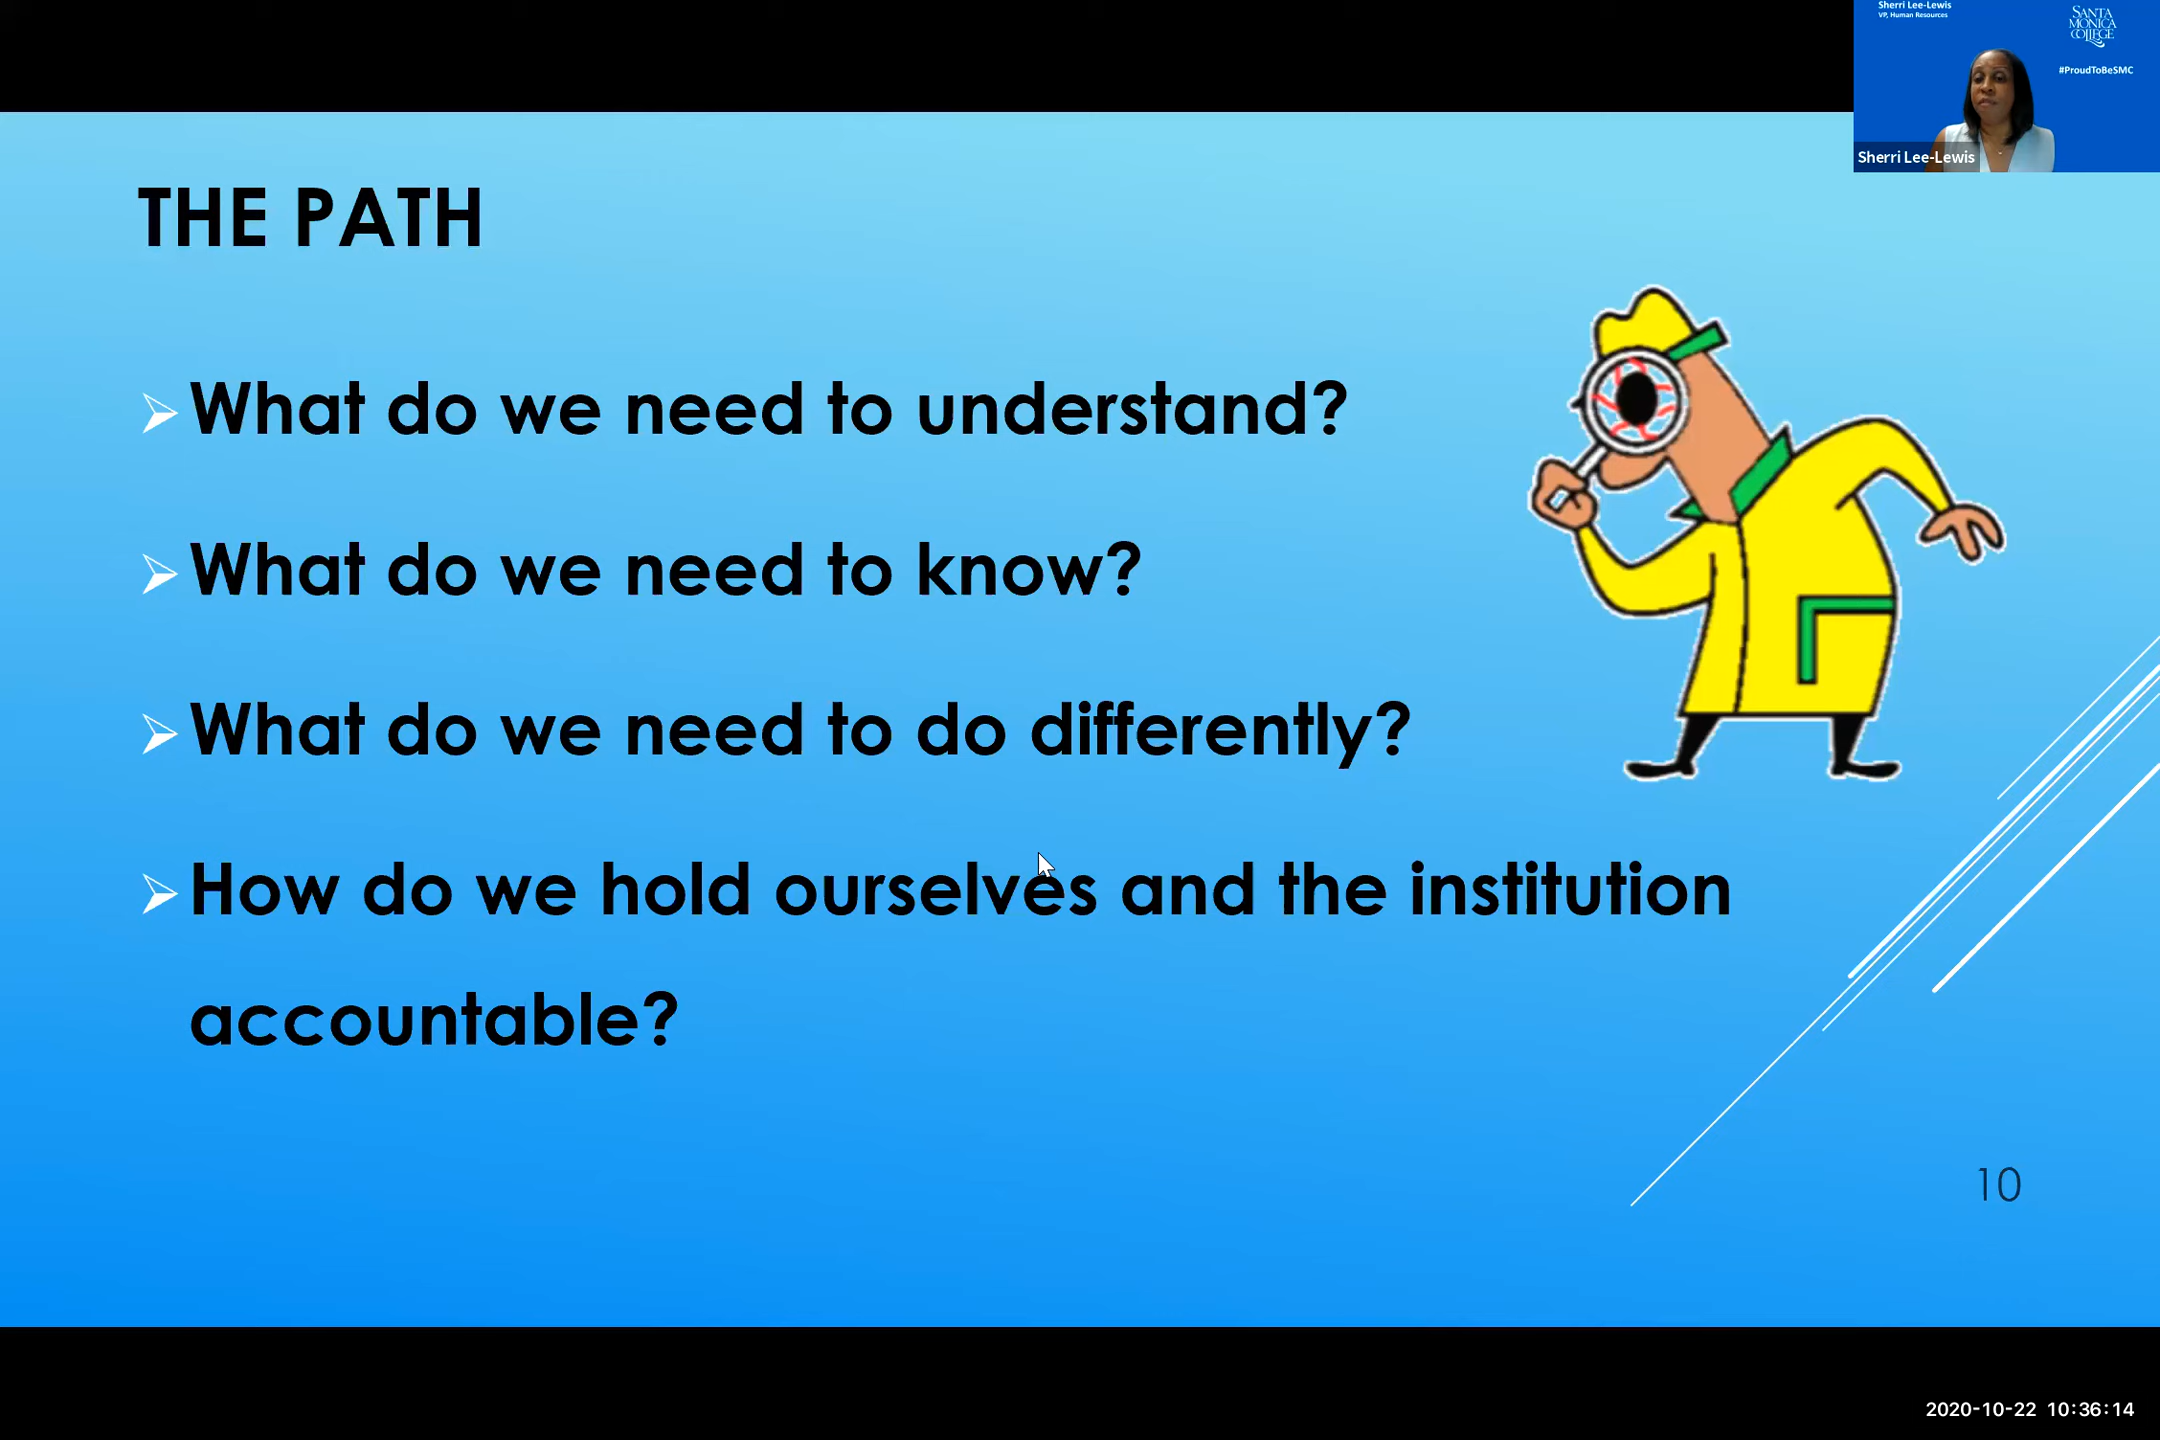 Sherri Lee-Lewis
VP, Human Resources
SANTA
MONICA
COLLEGE
#ProudToBeSMC
Sherri Lee-Lewis
THE PATH
What do we need to understand?
What do we need to know?
What do we need to do differently?
How do we hold ourselves and the institution
accountable?
10
2020-10-22 10:36:14